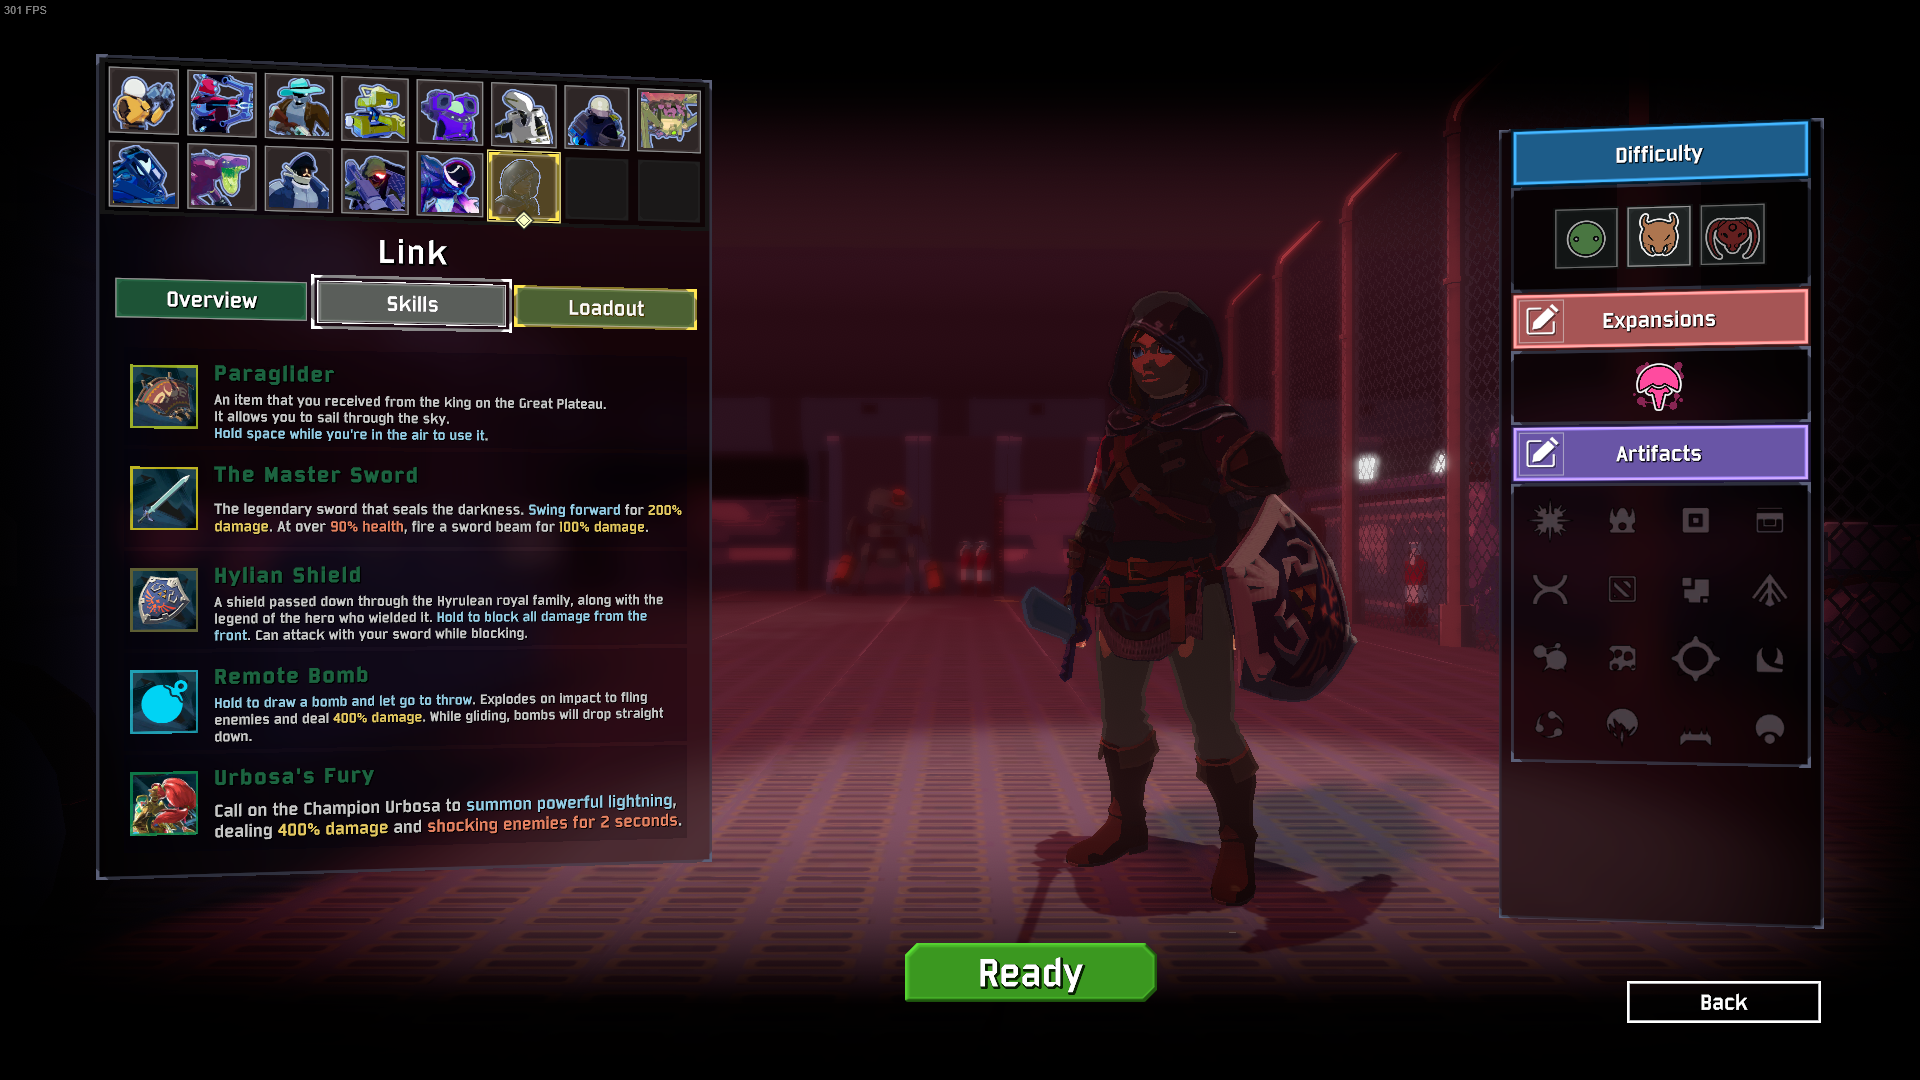 301 FPS
Link
Overview
Skills
Loadout
Paraglider
An item that you received from the king on the Great Plateau.
It allows you to sail through the sky.
Hold space while you're in the air to use it.
The Master Sword
The legendary sword that seals the darkness. Swing forward for 200%
damage. At over 90% health, fire a sword beam for 100% damage.
Hylian Shield
A shield passed down through the Hyrulean royal family, along with the
legend of the hero who wielded it. Hold to block all damage from the
front. Can attack with your sword while blocking.
Remote Bomb
Hold to draw a bomb and let go to throw. Explodes on impact to fling
enemies and deal 400% damage. While gliding, bombs will drop straight
down.
Urbosa's Fury
Call on the Champion Urbosa to summon powerful lightning,
dealing 400% damage and shocking enemies for 2 seconds.
Difficulty
Expansions
Artifacts
Ready
Back